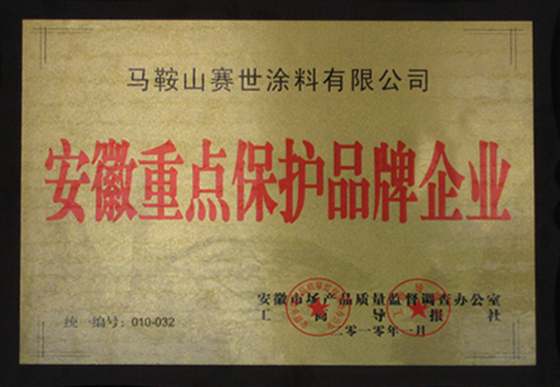 马鞍山赛世涂料有限公司
安徽重点保护品牌企业
安徽市场产品质量监督调查办公室
工商导报社
统一编号：010-032
二零一零年一月